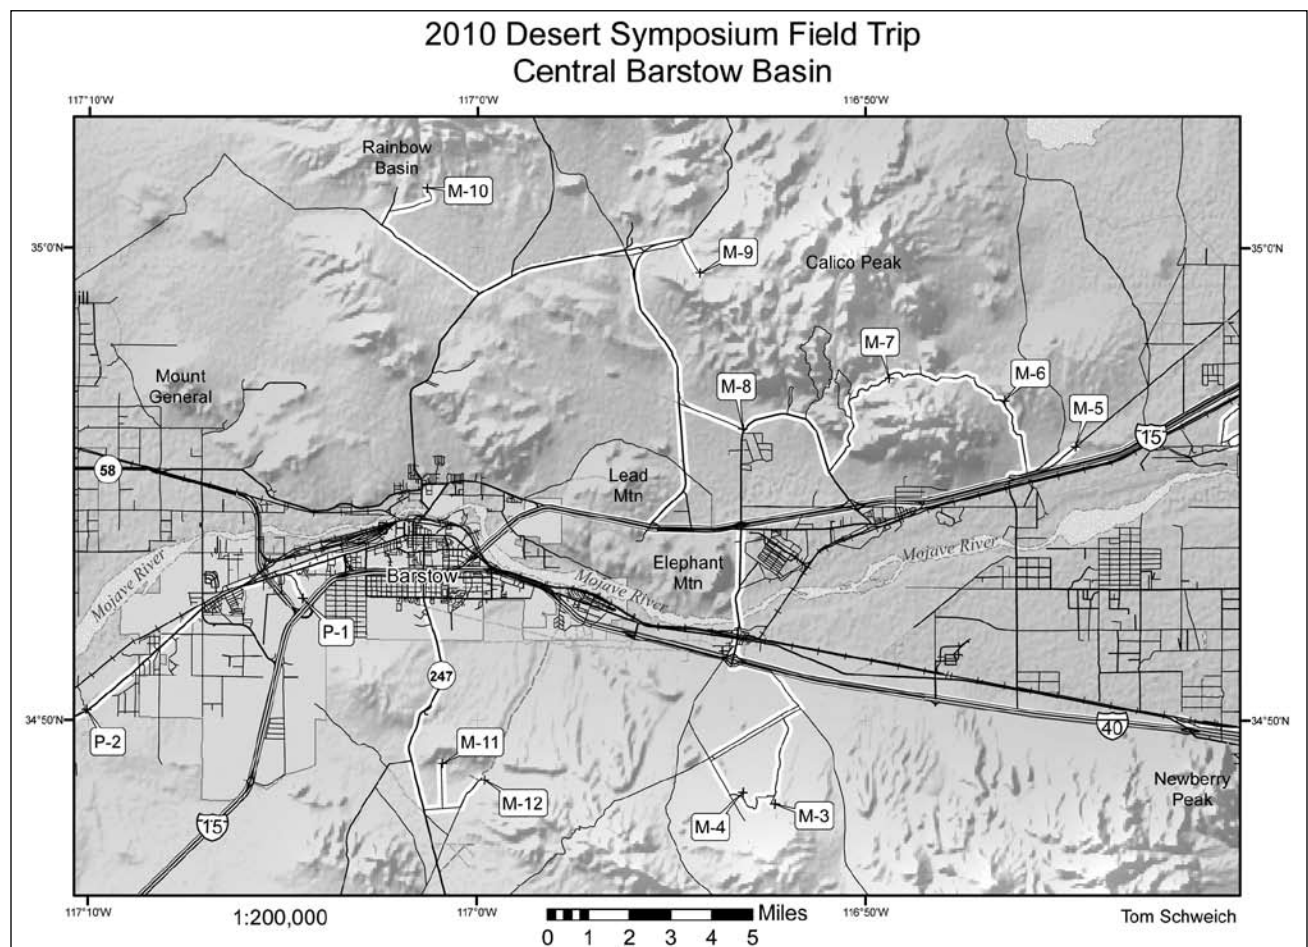 2010 Desert Symposium Field Trip
Central Barstow Basin
117°10'W
117°0'W
116°50'W
Rainbow
Basin
M-10
35°0'N
35°0'N
M-9
Calico Peak
M-7
Mount
General
M-8
M-6
M-5
15
58
Lead
Mtn
Mojave River
Elephant
Mtn
Barstow
Mojave River
Mojave River
P-1
247
34°50'N
34°50'N
P-2
M-11
40
M-12
Newberry
Peak
M-4
M-3
15
117°10'W
117°0'W
116°50'W
1:200,000
Miles
0 1 2 3 4 5
Tom Schweich